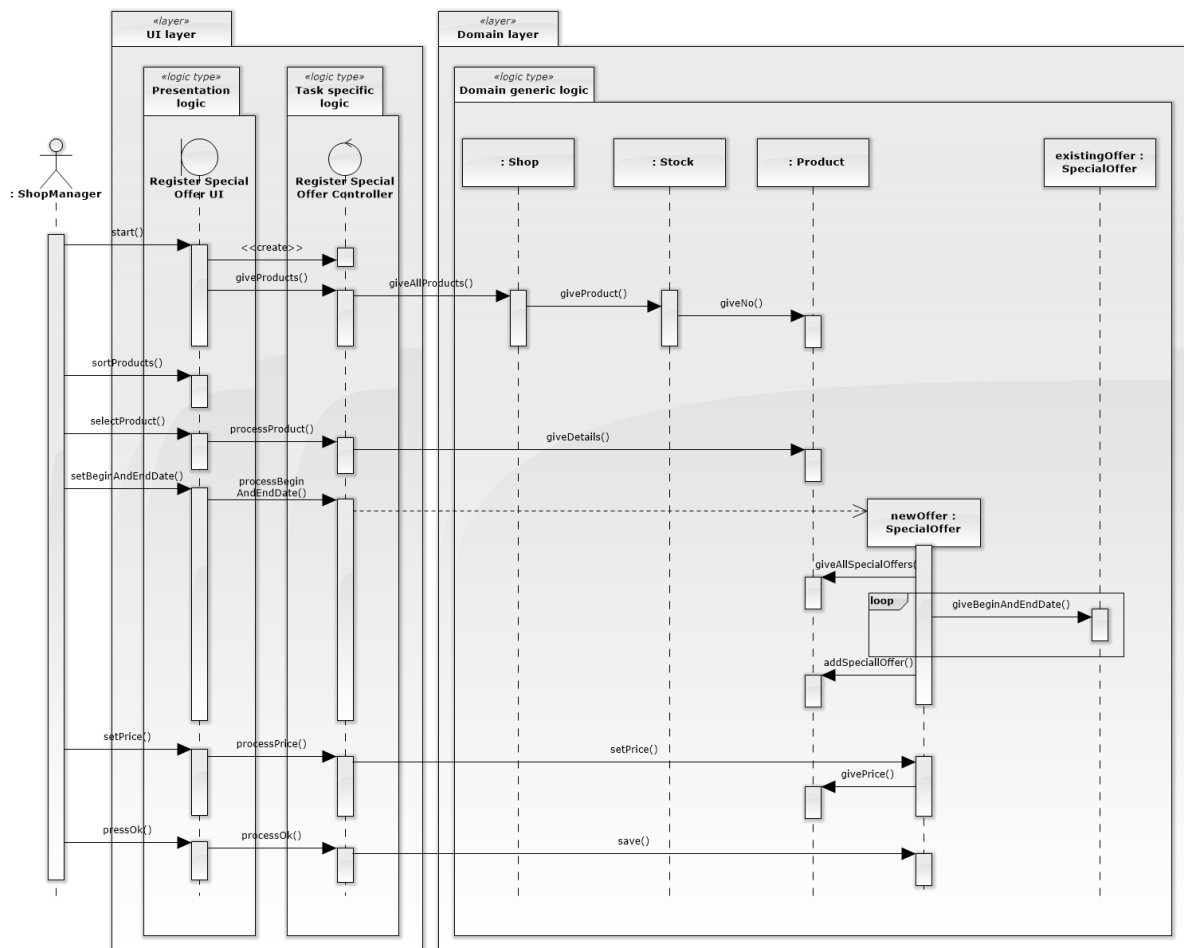 «layer»
UI layer
«layer»
Domain layer
«logic type»
Presentation
logic
«logic type»
Task specific
logic
«logic type»
Domain generic logic
: ShopManager
Register Special
Offer UI
Register Special
Offer Controller
: Shop
: Stock
: Product
existingOffer :
SpecialOffer
start()
<<create>>
giveProducts()
giveAllProducts()
giveProduct()
giveNo()
sortProducts()
selectProduct()
processProduct()
giveDetails()
setBeginAndEndDate()
processBegin
AndEndDate()
newOffer :
SpecialOffer
giveAllSpecialOffers(
loop
giveBeginAndEndDate()
addSpeciallOffer()
setPrice()
processPrice()
setPrice()
givePrice()
pressOk()
processOk()
save()